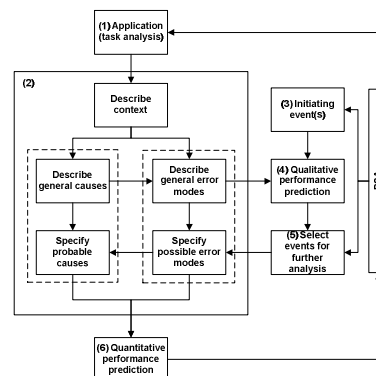 (1) Application
(task analysis)
(2)
Describe
context
(3) Initiating
event(s)
Describe
general causes
Describe
general error
modes
(4) Qualitative
performance
prediction
Specify
probable
causes
Specify
possible error
modes
(5) Select
events for
further
analysis
(6) Quantitative
performance
prediction